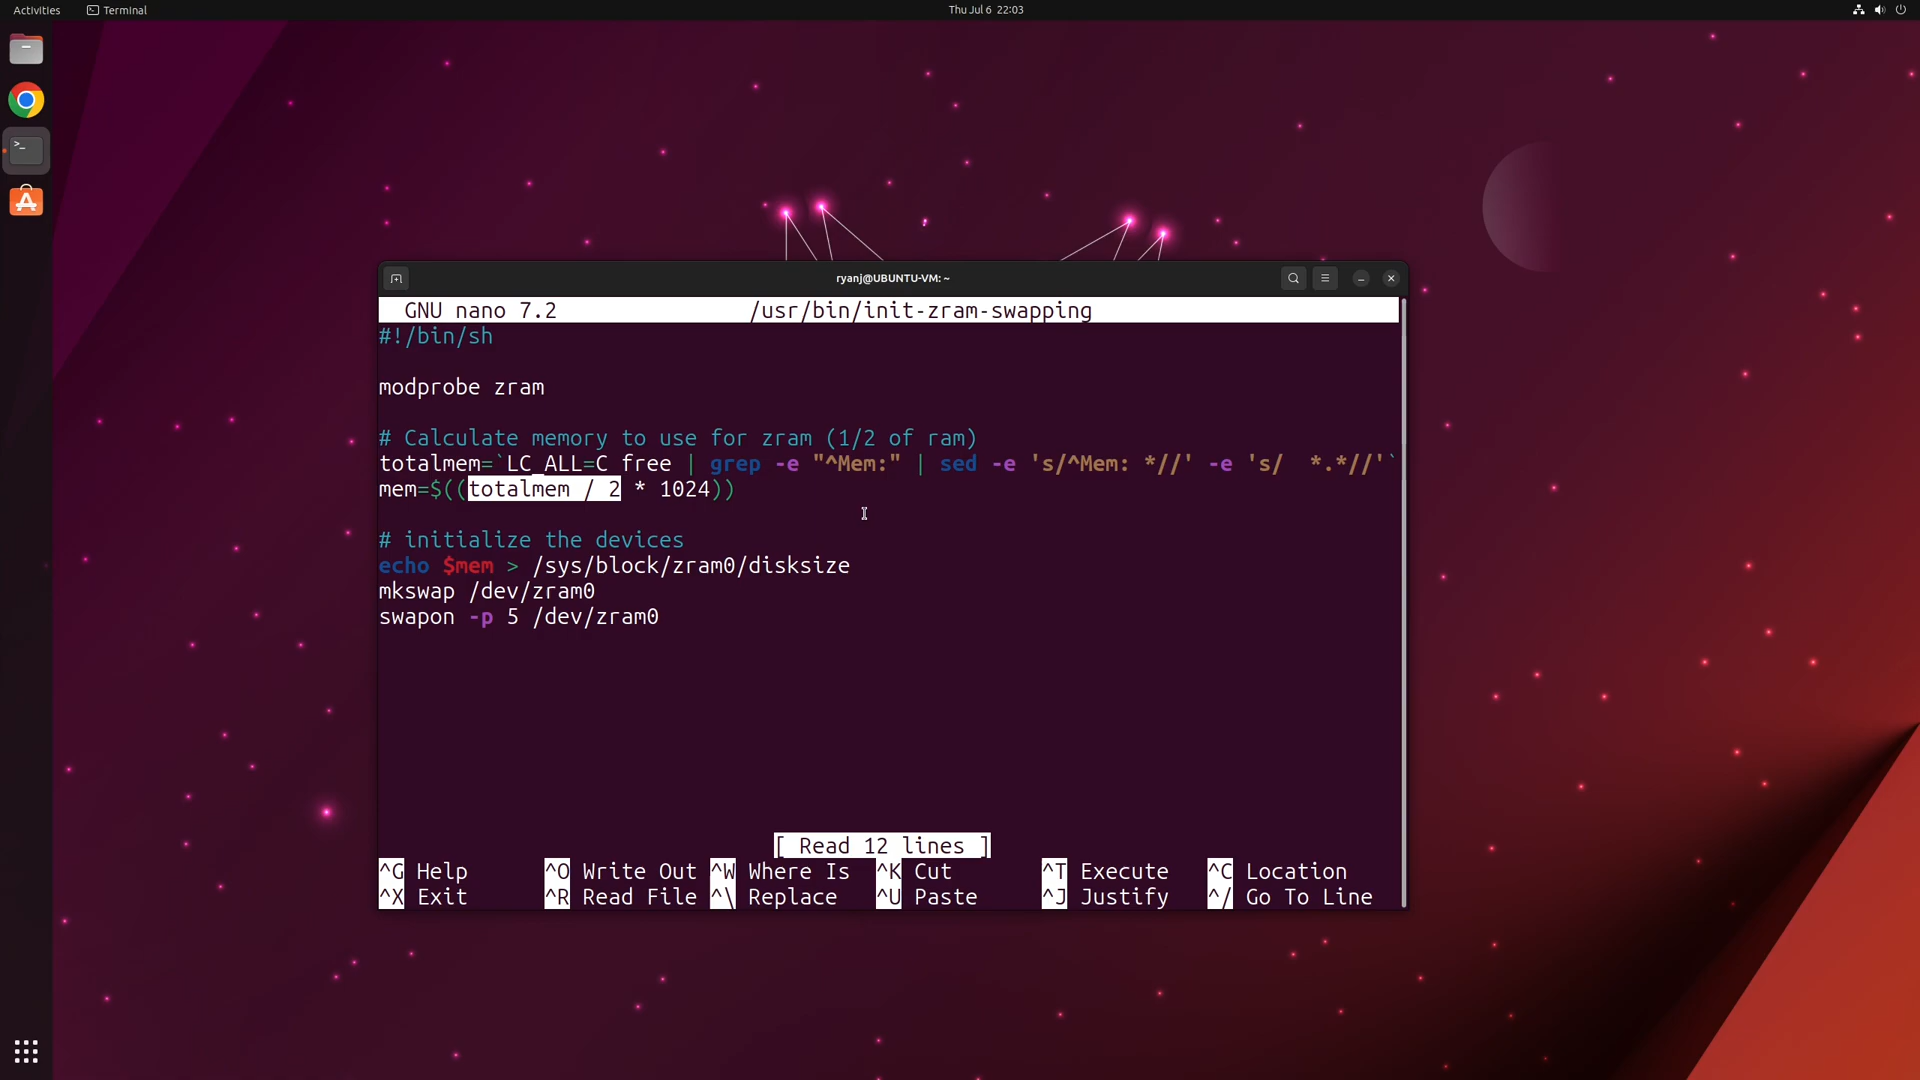 Activities Terminal Thu Jul 6 22:03
ryanj@UBUNTU-VM: ~
GNU nano 7.2 /usr/bin/init-zram-swapping
#!/bin/sh
modprobe zram
# Calculate memory to use for zram (1/2 of ram)
totalmem=`LC_ALL=C free | grep -e "^Mem:" | sed -e 's/^Mem: *//' -e 's/  *.*//'`
mem=$((totalmem / 2 * 1024))
# initialize the devices
echo $mem > /sys/block/zram0/disksize
mkswap /dev/zram0
swapon -p 5 /dev/zram0
[ Read 12 lines ]
^G Help ^O Write Out ^W Where Is ^K Cut ^T Execute ^C Location
^X Exit ^R Read File ^\ Replace ^U Paste ^J Justify ^/ Go To Line